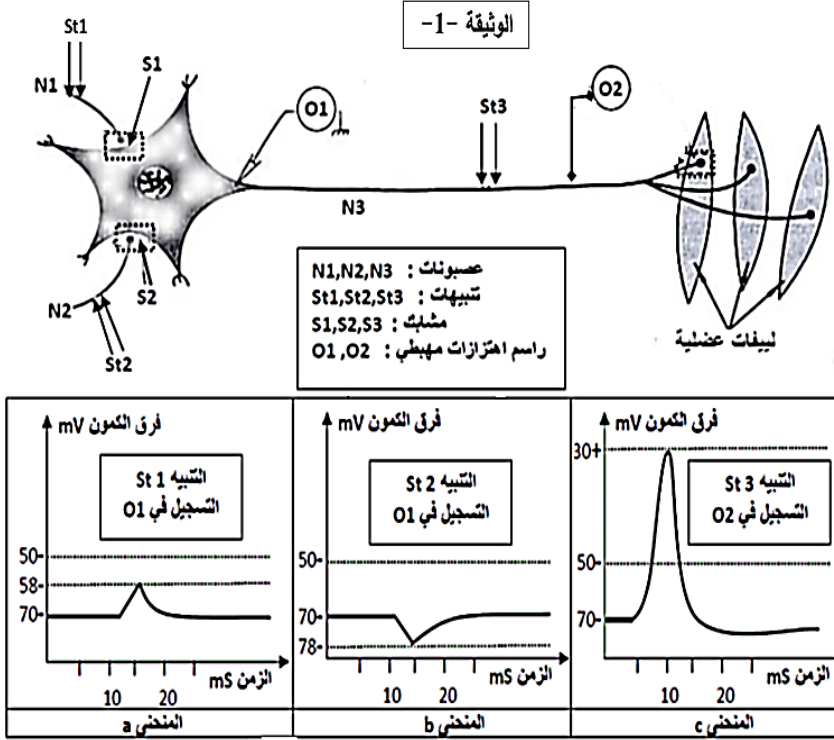 الوثيقة -1-
St1
S1
N1
O1
St3
O2
N3
S2
N2
St2
N1,N2,N3 : عصبونات
St1,St2,St3 : تنبيهات
S1,S2,S3 : مشابك
O1 ,O2 : راسم اهتزازات مهبطي
لييفات عضلية
فرق الكمون mV
التنبيه St 1
التسجيل في O1
50-
58-
70-
10
20
الزمن mS
المنحنى a
فرق الكمون mV
التنبيه St 2
التسجيل في O1
50-
70-
78-
10
20
الزمن mS
المنحنى b
فرق الكمون mV
30+
التنبيه St 3
التسجيل في O2
50-
70-
10
20
الزمن mS
المنحنى c